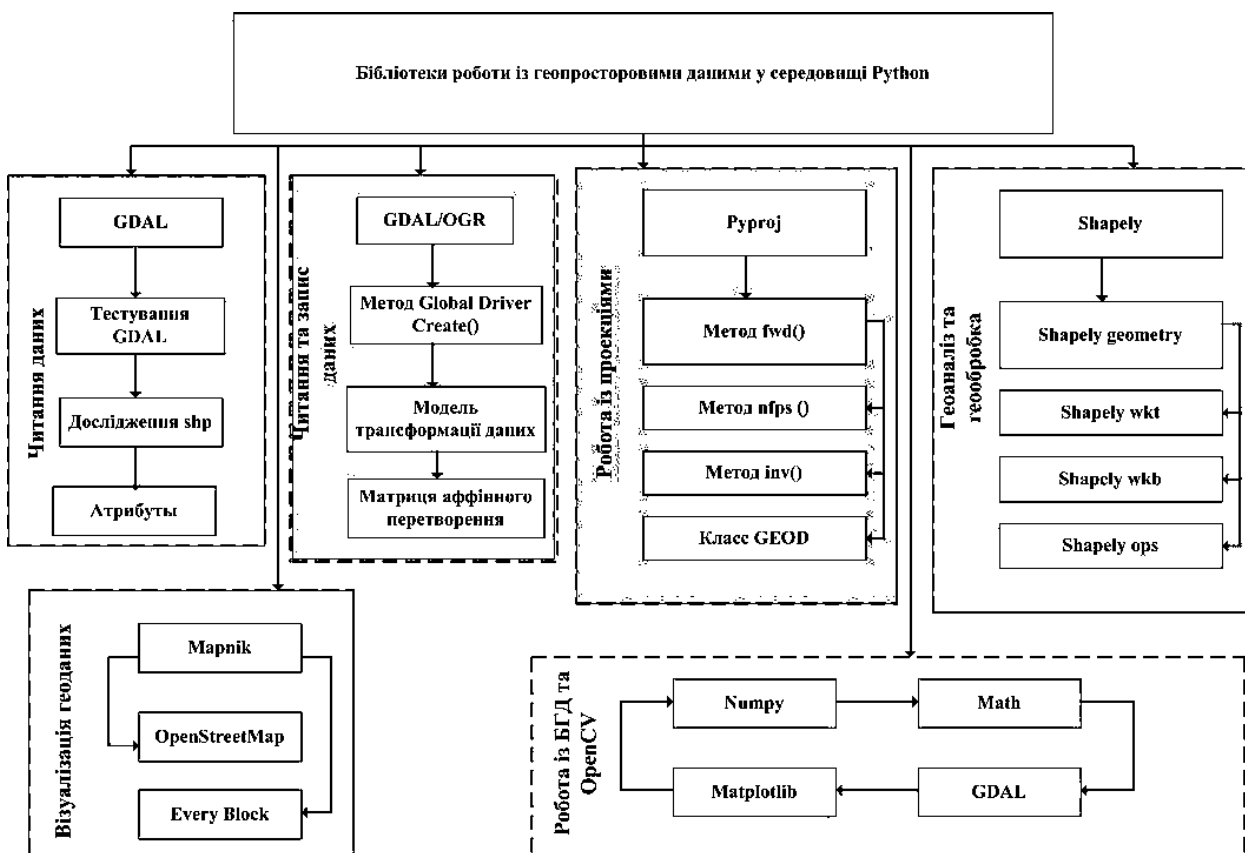 Бібліотеки роботи із геопросторовими даними у середовищі Python
Читання даних
GDAL
Тестування
GDAL
Дослідження shp
Атрибуты
Читання та запис
даних
GDAL/OGR
Метод Global Driver
Create()
Модель
трансформації даних
Матриця аффінного
перетворення
Робота із проекціями
Pyproj
Метод fwd()
Метод nfps ()
Метод inv()
Класс GEOD
Геоаналіз та
геообробка
Shapely
Shapely geometry
Shapely wkt
Shapely wkb
Shapely ops
Візуалізація геоданих
Mapnik
OpenStreetMap
Every Block
Робота із БГД та
OpenCV
Numpy
Math
Matplotlib
GDAL